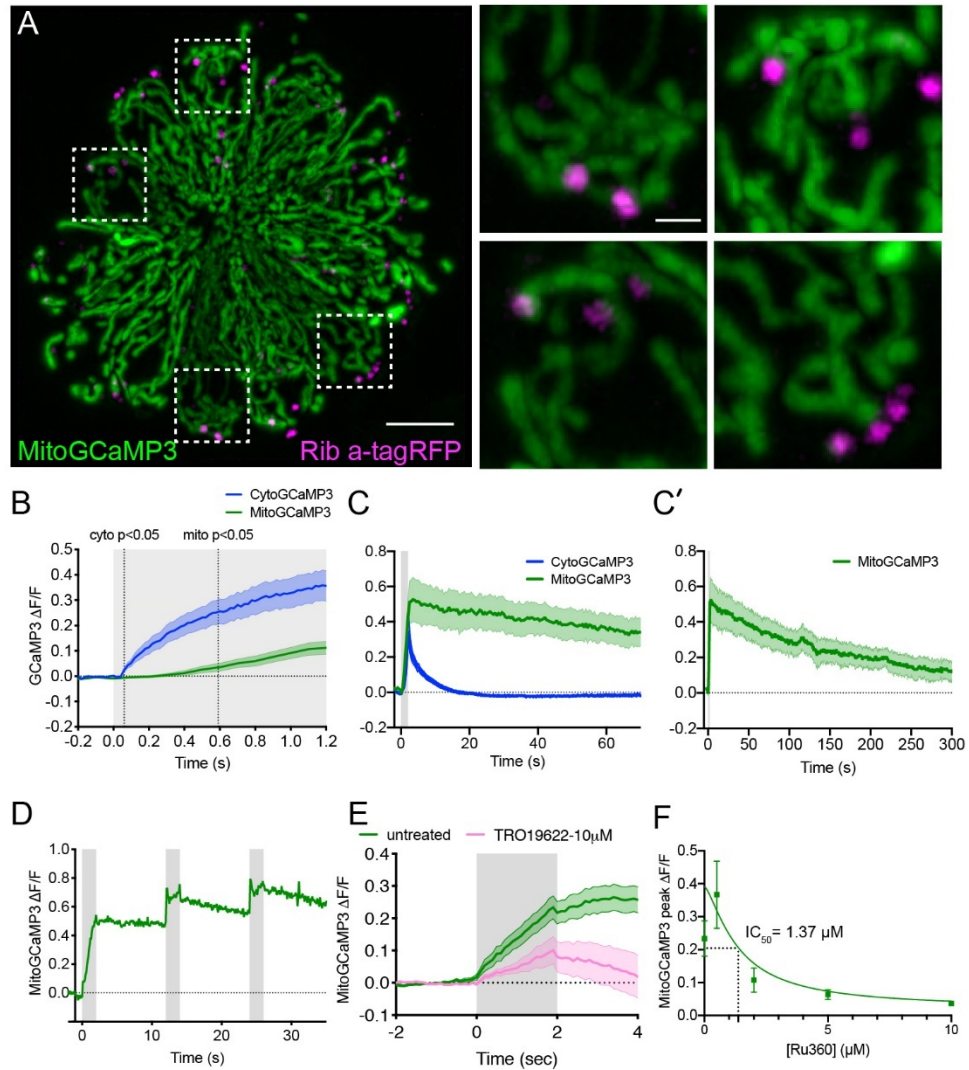 A
MitoGCaMP3
Rib a-tagRFP
B
CytoGCaMP3
MitoGCaMP3
cyto p<0.05
mito p<0.05
GCaMP3 ΔF/F
0.5
0.4
0.3
0.2
0.1
0.0
-0.1
-0.2
-0.2
0.0
0.2
0.4
0.6
0.8
1.0
1.2
Time (s)
C
CytoGCaMP3
MitoGCaMP3
0.8
0.6
0.4
0.2
0.0
-0.2
0
20
40
60
Time (s)
C′
MitoGCaMP3
0.8
0.6
0.4
0.2
0.0
-0.2
0
50
100
150
200
250
300
Time (s)
D
MitoGCaMP3 ΔF/F
1.0
0.8
0.6
0.4
0.2
0.0
0
10
20
30
Time (s)
E
untreated
TRO19622-10μM
MitoGCaMP3 ΔF/F
0.4
0.3
0.2
0.1
0.0
-0.1
-2
0
2
4
Time (sec)
F
MitoGCaMP3 peak ΔF/F
0.5
0.4
0.3
0.2
0.1
0.0
IC50= 1.37 μM
0
5
10
[Ru360] (μM)